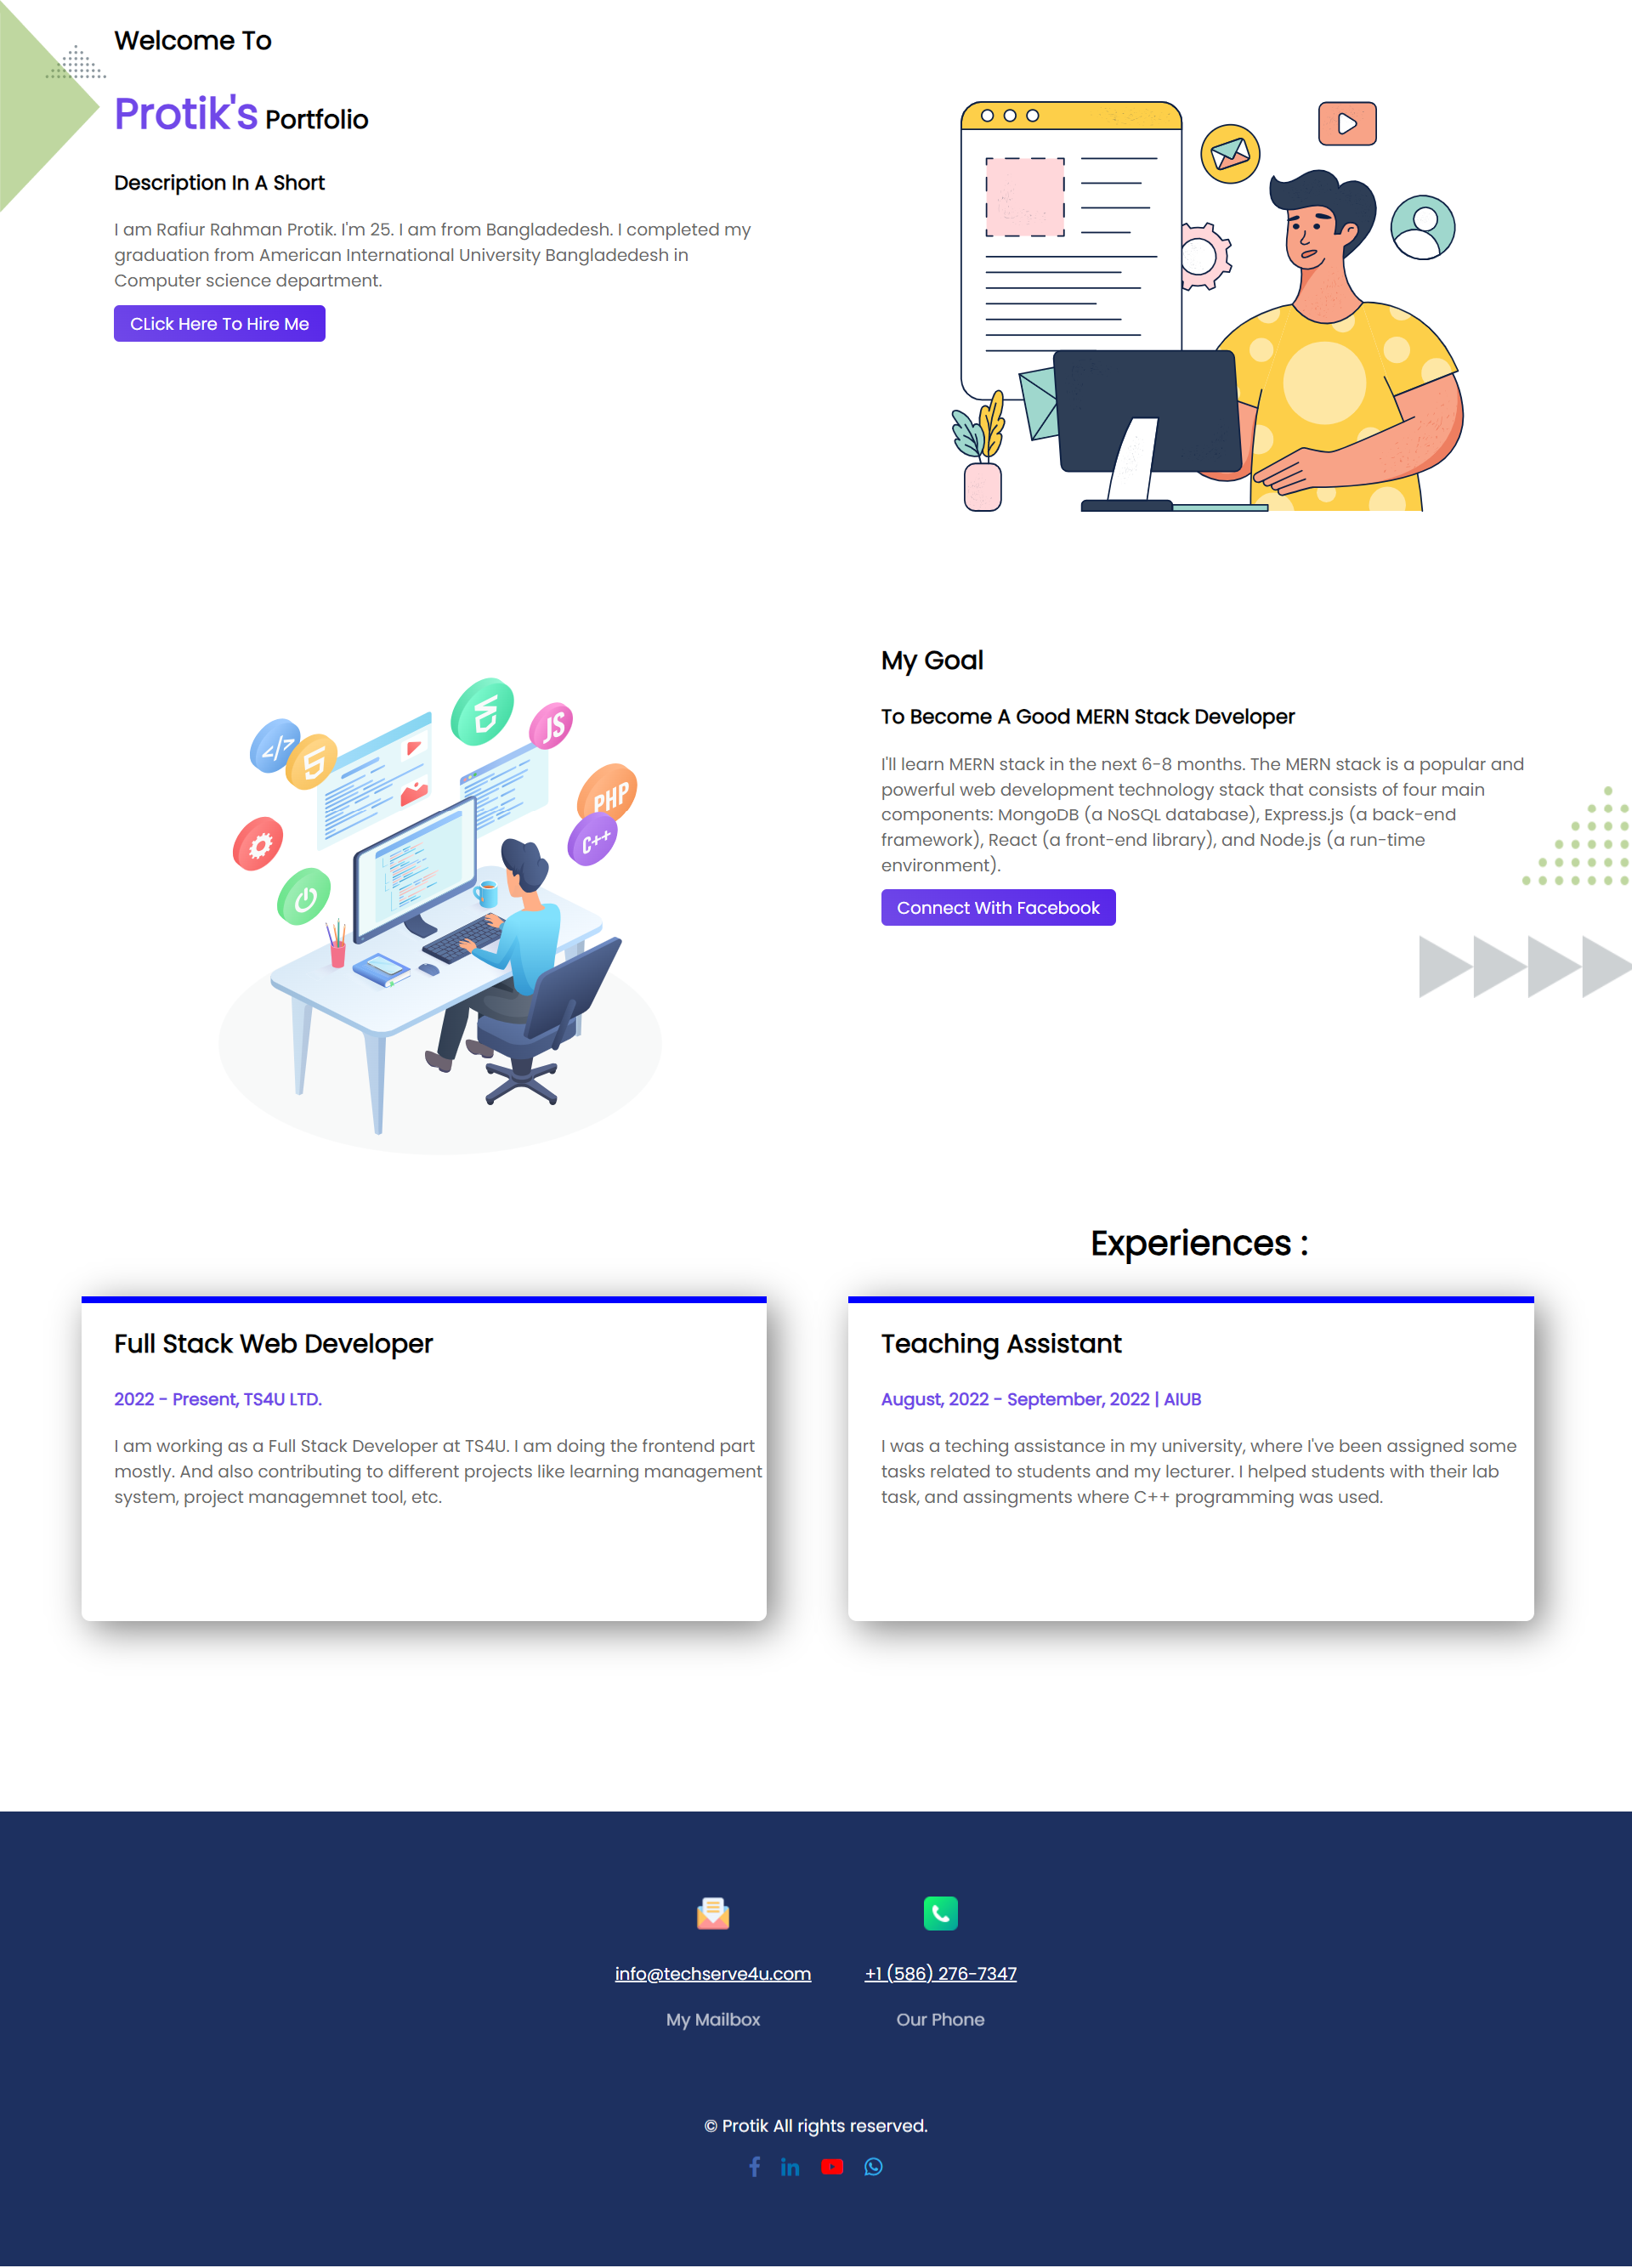 Welcome To
Protik's Portfolio
Description In A Short
I am Rafiur Rahman Protik. I'm 25. I am from Bangladedesh. I completed my
graduation from American International University Bangladedesh in
Computer science department.
CLick Here To Hire Me
</>
5
JS
PHP
C++
My Goal
To Become A Good MERN Stack Developer
I'll learn MERN stack in the next 6-8 months. The MERN stack is a popular and
powerful web development technology stack that consists of four main
components: MongoDB (a NoSQL database), Express.js (a back-end
framework), React (a front-end library), and Node.js (a run-time
environment).
Connect With Facebook
Experiences :
Full Stack Web Developer
2022 - Present, TS4U LTD.
I am working as a Full Stack Developer at TS4U. I am doing the frontend part
mostly. And also contributing to different projects like learning management
system, project managemnet tool, etc.
Teaching Assistant
August, 2022 - September, 2022 | AIUB
I was a teching assistance in my university, where I've been assigned some
tasks related to students and my lecturer. I helped students with their lab
task, and assingments where C++ programming was used.
info@techserve4u.com
My Mailbox
+1 (586) 276-7347
Our Phone
© Protik All rights reserved.
f
in